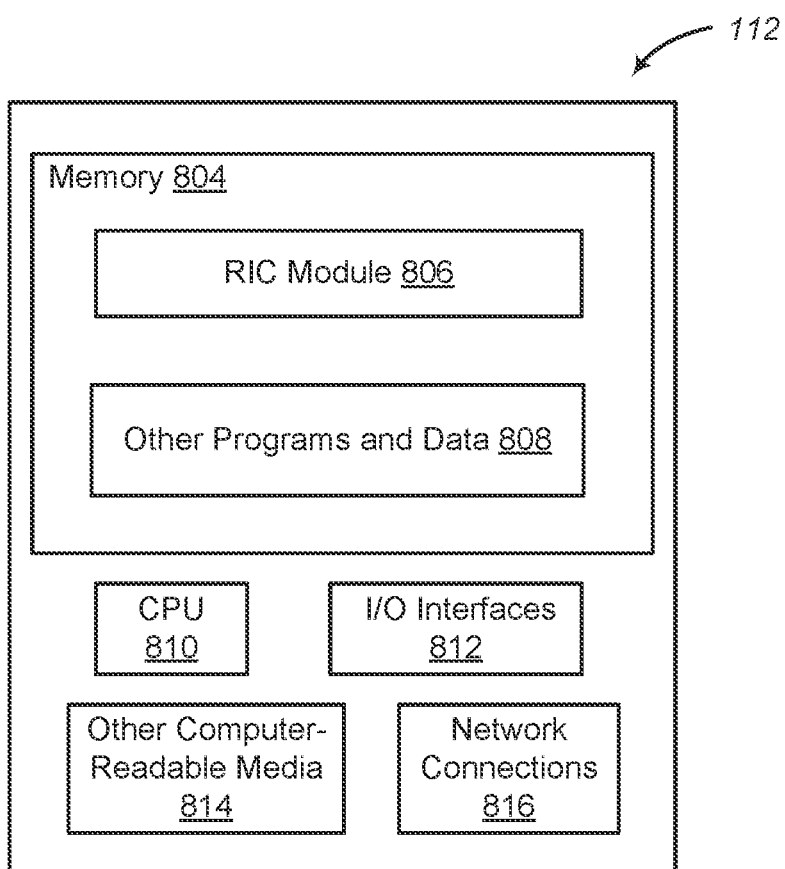 112
Memory 804
RIC Module 806
Other Programs and Data 808
CPU
810
I/O Interfaces
812
Other Computer-
Readable Media
814
Network
Connections
816